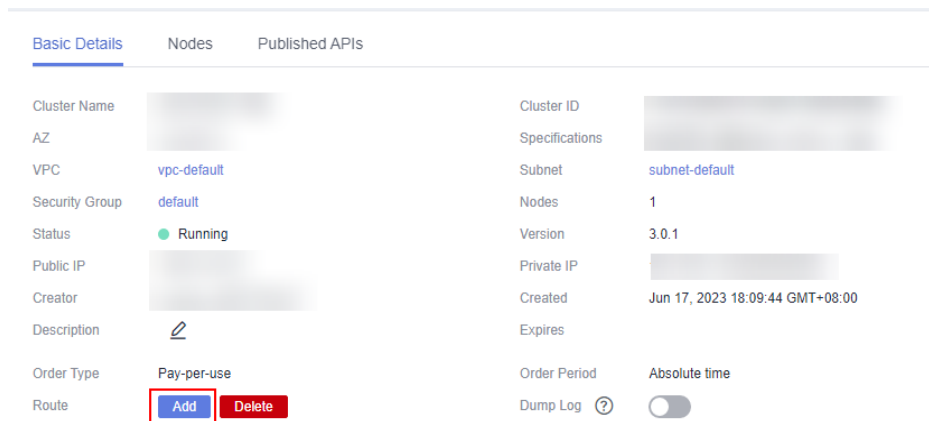 Basic Details Nodes Published APIs
Cluster Name Cluster ID
AZ Specifications
VPC vpc-default Subnet subnet-default
Security Group default Nodes 1
Status Running Version 3.0.1
Public IP Private IP
Creator Created Jun 17, 2023 18:09:44 GMT+08:00
Description Expires
Order Type Pay-per-use Order Period Absolute time
Route Add Delete Dump Log ?